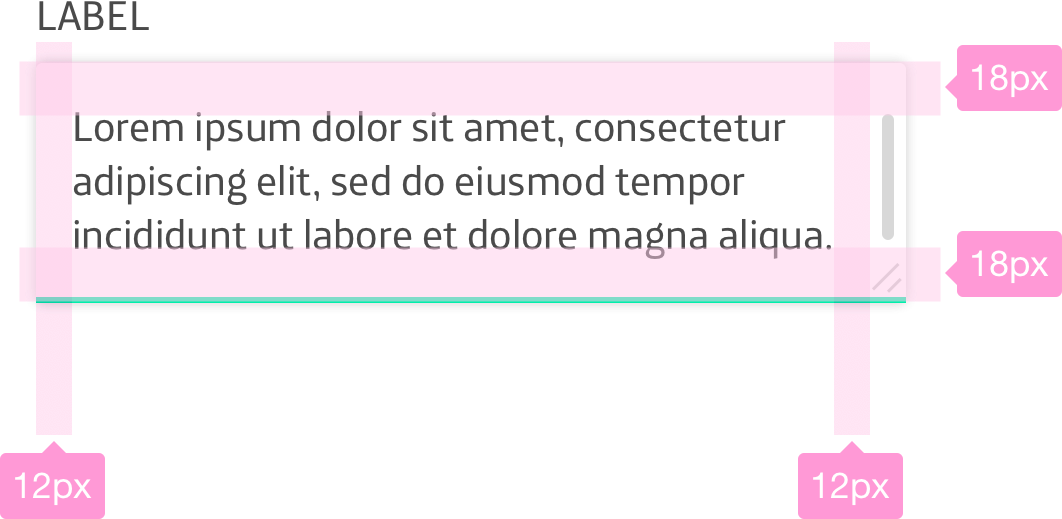 LABEL
18px
Lorem ipsum dolor sit amet, consectetur
adipiscing elit, sed do eiusmod tempor
incididunt ut labore et dolore magna aliqua.
18px
12px
12px